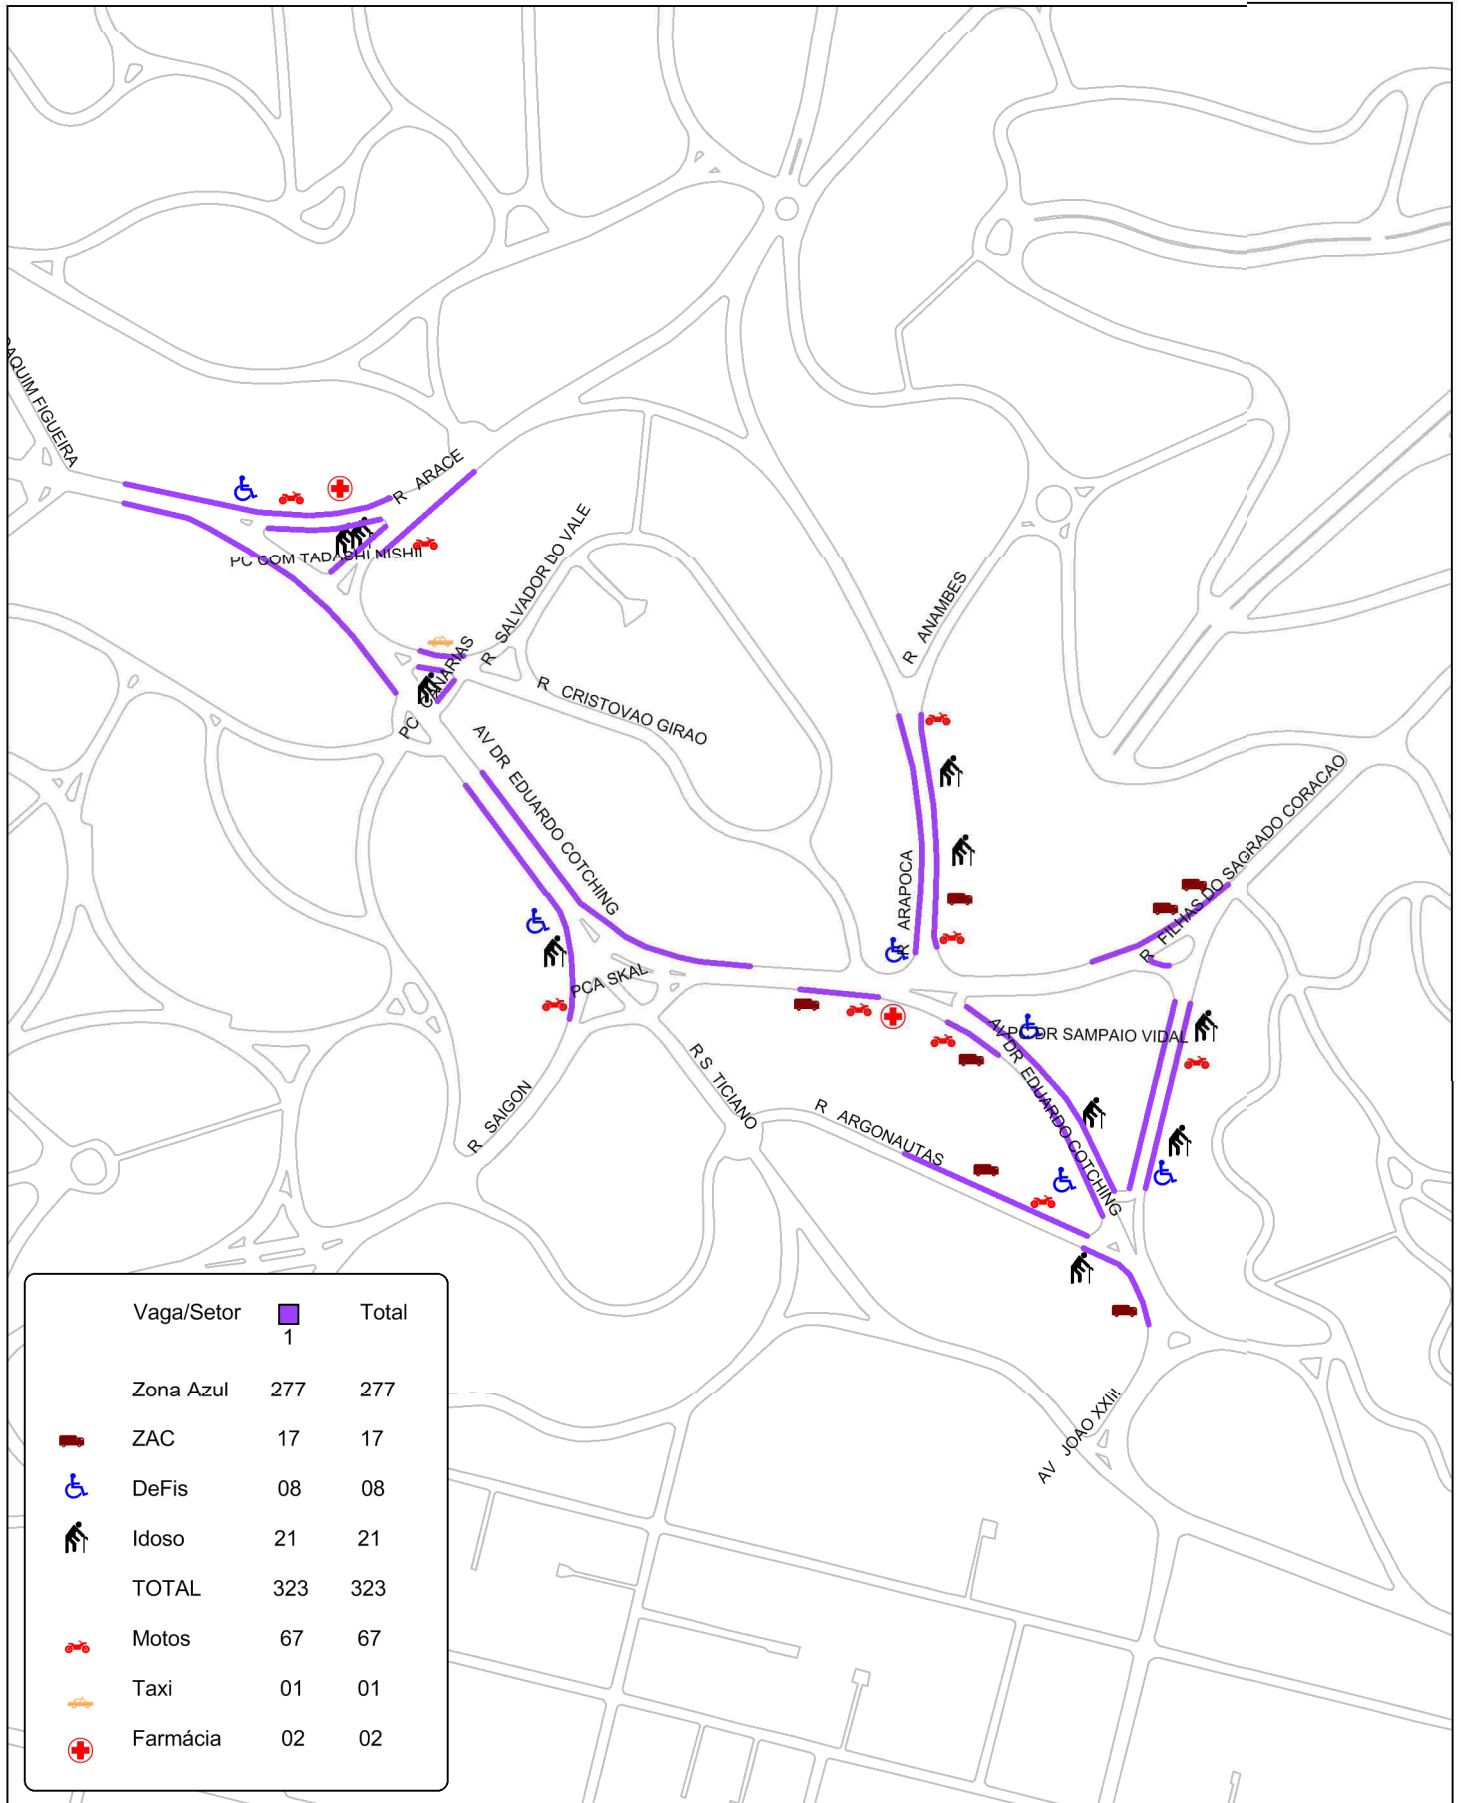 AQUIM FIGUEIRA
R ARACE
PC COM TADASHI NISHII
R SALVADOR DO VALE
PC CANARIAS
R CRISTOVAO GIRAO
R ANAMBES
AV DR EDUARDO COTCHING
R ARAPOCA
R FILHAS DO SAGRADO CORACAO
PCA SKAL
PC DR SAMPAIO VIDAL
AV DR EDUARDO COTCHING
R S TICIANO
R SAIGON
R ARGONAUTAS
AV JOAO XXIII
Vaga/Setor Total
1
Zona Azul 277 277
ZAC 17 17
DeFis 08 08
Idoso 21 21
TOTAL 323 323
Motos 67 67
Taxi 01 01
Farmácia 02 02